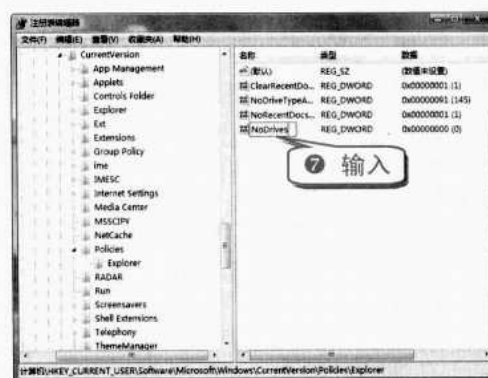 注册表编辑器
文件(F) 编辑(E) 查看(V) 收藏夹(A) 帮助(H)
CurrentVersion
App Management
Applets
Controls Folder
Explorer
Ext
Extensions
Group Policy
ime
IMESC
Internet Settings
Media Center
MSSCIPY
NetCache
Policies
Explorer
RADAR
Run
Screensavers
Shell Extensions
Telephony
ThemeManager
名称 类型 数据
(默认) REG_SZ (数值未设置)
ClearRecentDo... REG_DWORD 0x00000001 (1)
NoDriveTypeA... REG_DWORD 0x00000091 (145)
NoRecentDocs... REG_DWORD 0x00000001 (1)
NoDrives REG_DWORD 0x00000000 (0)
❼ 输入
计算机\HKEY_CURRENT_USER\Software\Microsoft\Windows\CurrentVersion\Policies\Explorer